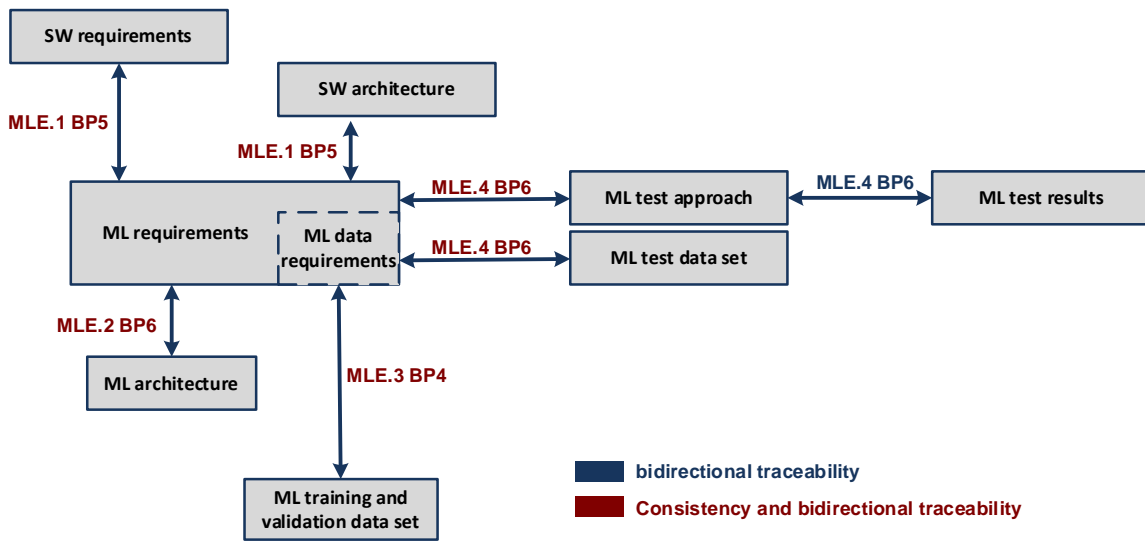 SW requirements
SW architecture
MLE.1 BP5
MLE.1 BP5
MLE.4 BP6
MLE.4 BP6
ML test approach
ML test results
ML requirements
ML data
requirements
MLE.4 BP6
ML test data set
MLE.2 BP6
ML architecture
MLE.3 BP4
bidirectional traceability
ML training and
validation data set
Consistency and bidirectional traceability